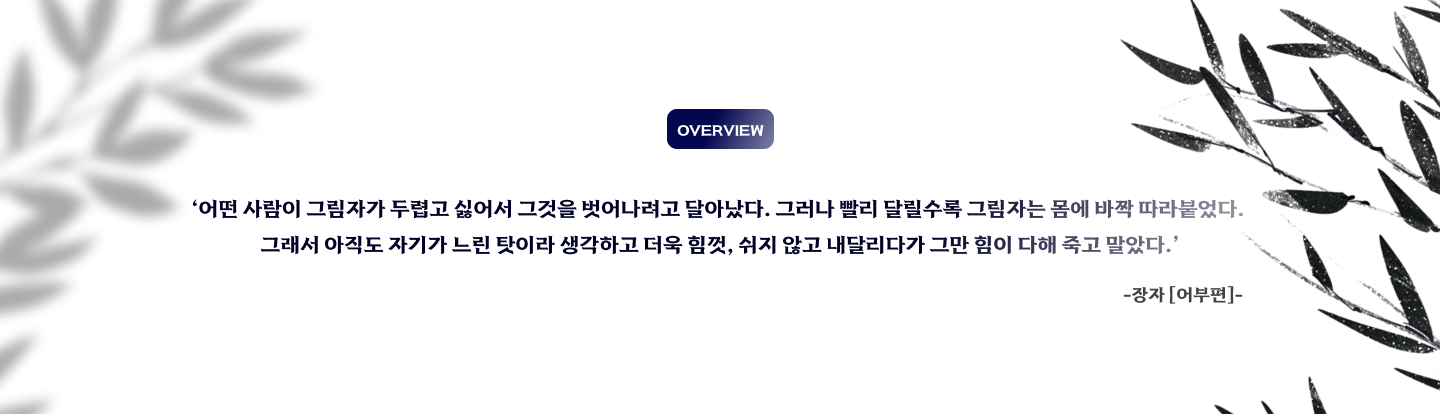 OVERVIEW
‘어떤 사람이 그림자가 두렵고 싫어서 그것을 벗어나려고 달아났다. 그러나 빨리 달릴수록 그림자는 몸에 바짝 따라붙었다.
그래서 아직도 자기가 느린 탓이라 생각하고 더욱 힘껏, 쉬지 않고 내달리다가 그만 힘이 다해 죽고 말았다.’
-장자 [어부편]-